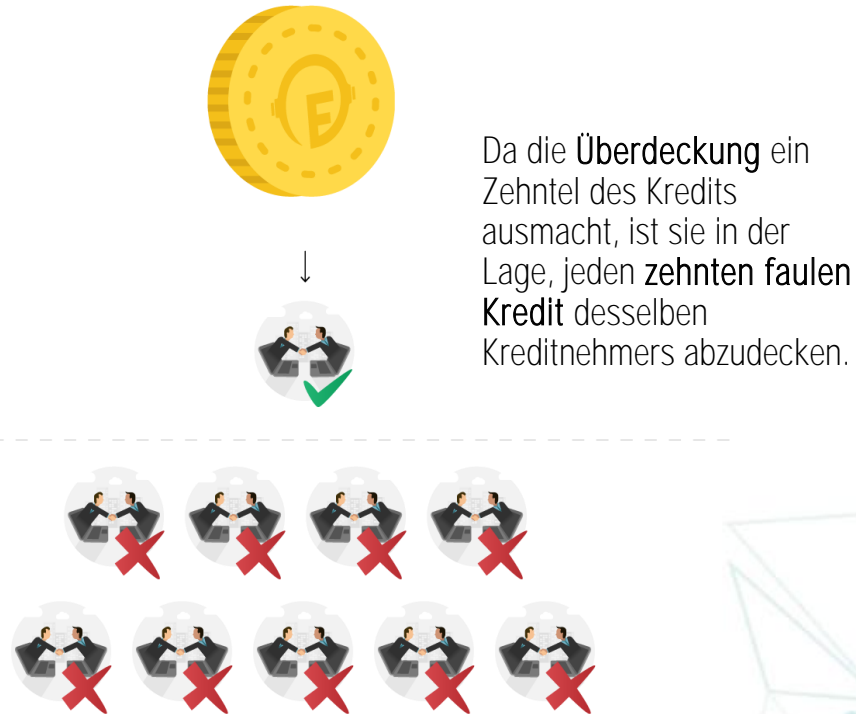 Da die Überdeckung ein
Zehntel des Kredits
ausmacht, ist sie in der
Lage, jeden zehnten faulen
Kredit desselben
Kreditnehmers abzudecken.